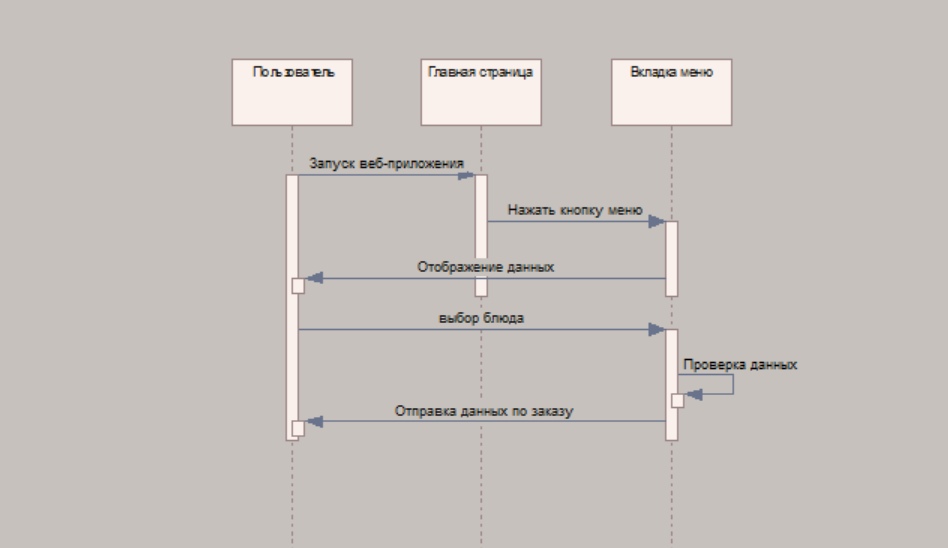 Пользователь
Главная страница
Вкладка меню
Запуск веб-приложения
Нажать кнопку меню
Отображение данных
выбор блюда
Проверка данных
Отправка данных по заказу